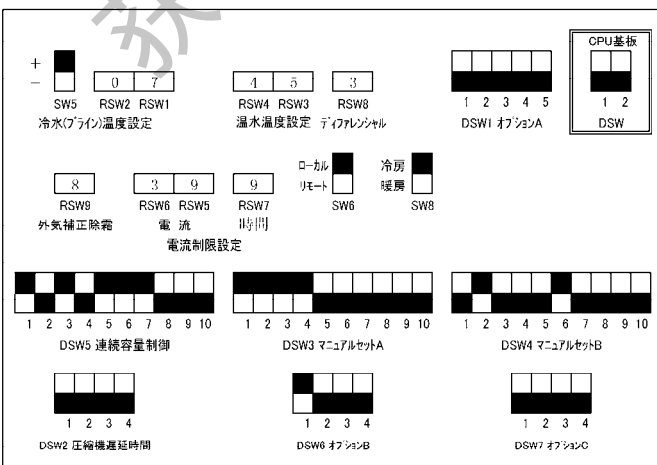 CPU基板
+
−
0 7
4 5
3
SW5 RSW2 RSW1
RSW4 RSW3
RSW8
1 2 3 4 5
1 2
冷水(ブライン)温度設定
温水温度設定 ディファレンシャル
DSW1 オプションA
DSW
ローカル
リモート
冷房
暖房
8
3 9
9
RSW9
RSW6 RSW5
RSW7
SW6
SW8
外気補正除霜
電 流
時間
電流制限設定
1 2 3 4 5 6 7 8 9 10
1 2 3 4 5 6 7 8 9 10
1 2 3 4 5 6 7 8 9 10
DSW5 連続容量制御
DSW3 マニュアルセットA
DSW4 マニュアルセットB
1 2 3 4
1 2 3 4
1 2 3 4
DSW2 圧縮機遅延時間
DSW6 オプションB
DSW7 オプションC